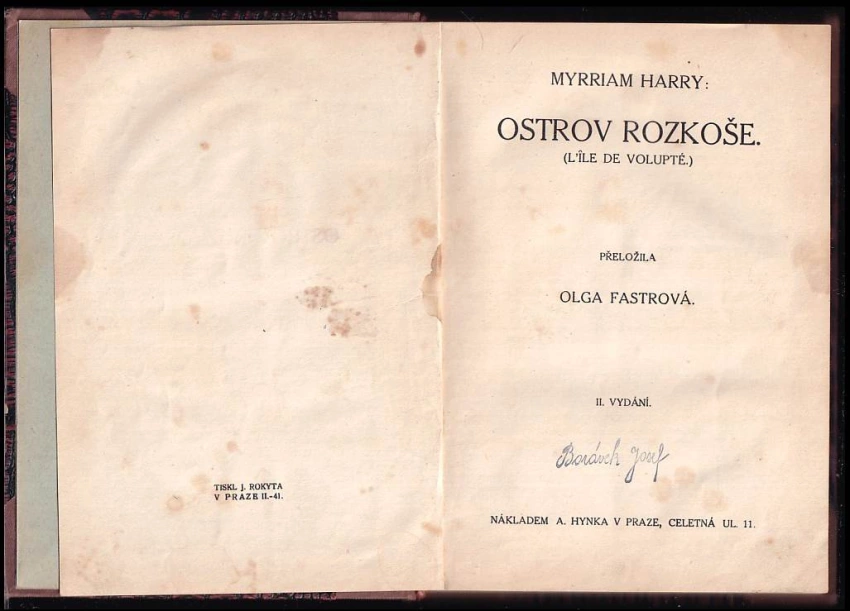 TISKL J. ROKYTA
V PRAZE II.-41.
MYRRIAM HARRY:
OSTROV ROZKOŠE.
(L'ÎLE DE VOLUPTÉ.)
PŘELOŽILA
OLGA FASTROVÁ.
II. VYDÁNÍ.
Josef
NÁKLADEM A. HYNKA V PRAZE, CELETNÁ UL. 11.